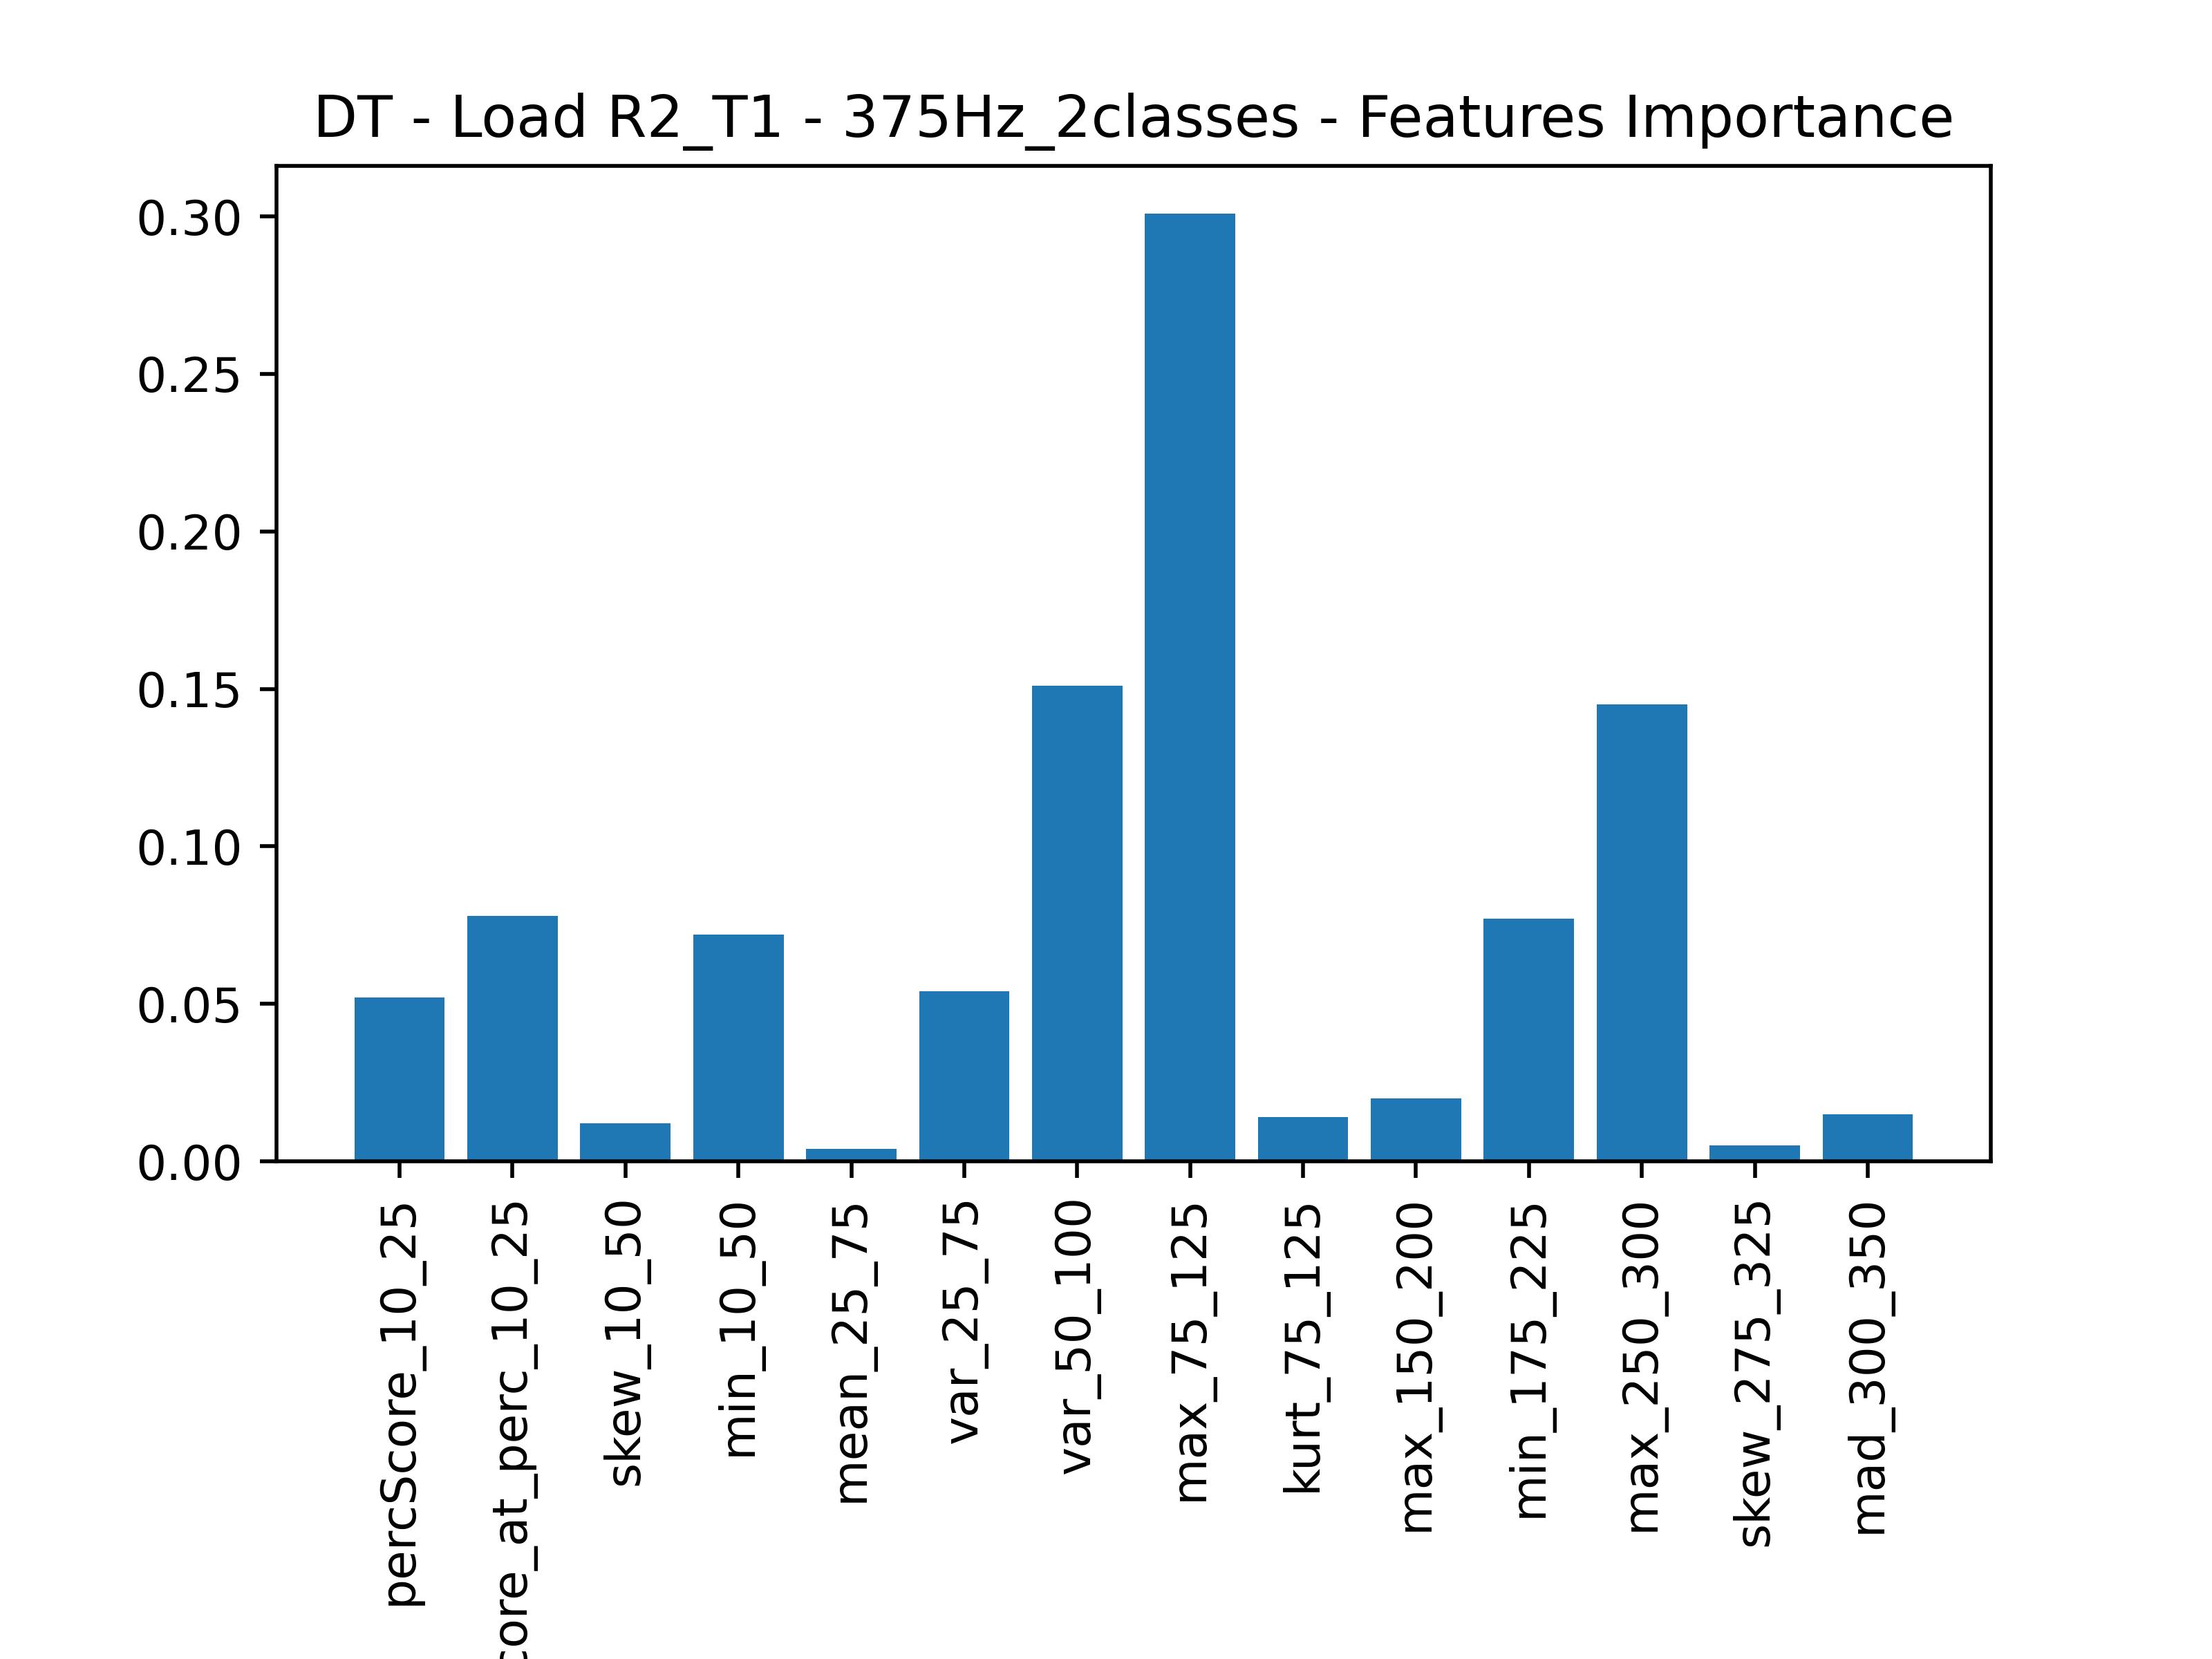 DT - Load R2_T1 - 375Hz_2classes - Features Importance
0.30
0.25
0.20
0.15
0.10
0.05
0.00
percScore_10_25
core_at_perc_10_25
skew_10_50
min_10_50
mean_25_75
var_25_75
var_50_100
max_75_125
kurt_75_125
max_150_200
min_175_225
max_250_300
skew_275_325
mad_300_350